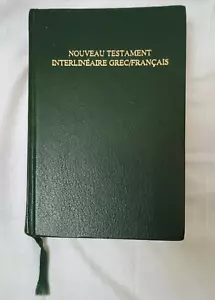 NOUVEAU TESTAMENT
INTERLINÉAIRE GREC/FRANÇAIS